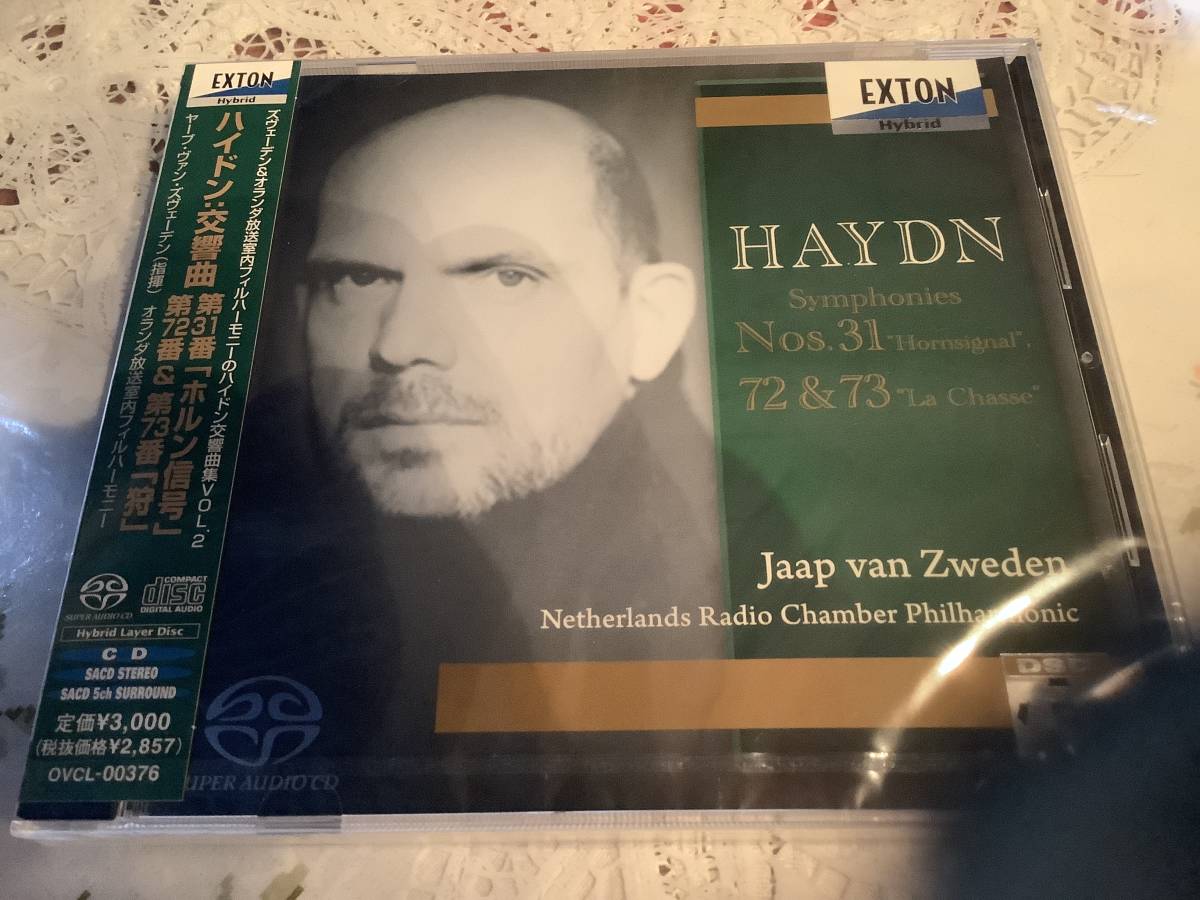 EXTON
Hybrid
ズヴェーデン&オランダ放送室内フィルハーモニーのハイドン交響曲集VOL.2
ハイドン:交響曲 第31番「ホルン信号」
第72番 & 第73番「狩」
ヤープ・ヴァン・ズヴェーデン(指揮) オランダ放送室内フィルハーモニー
SUPER AUDIO CD
COMPACT
disc
DIGITAL AUDIO
Hybrid Layer Disc
CD
SACD STEREO
SACD 5ch SURROUND
定価¥3,000
(税抜価格¥2,857)
OVCL-00376
EXTON
Hybrid
HAYDN
Symphonies
Nos. 31 "Hornsignal",
72 & 73 "La Chasse"
Jaap van Zweden
Netherlands Radio Chamber Philharmonic
SUPER AUDIO CD